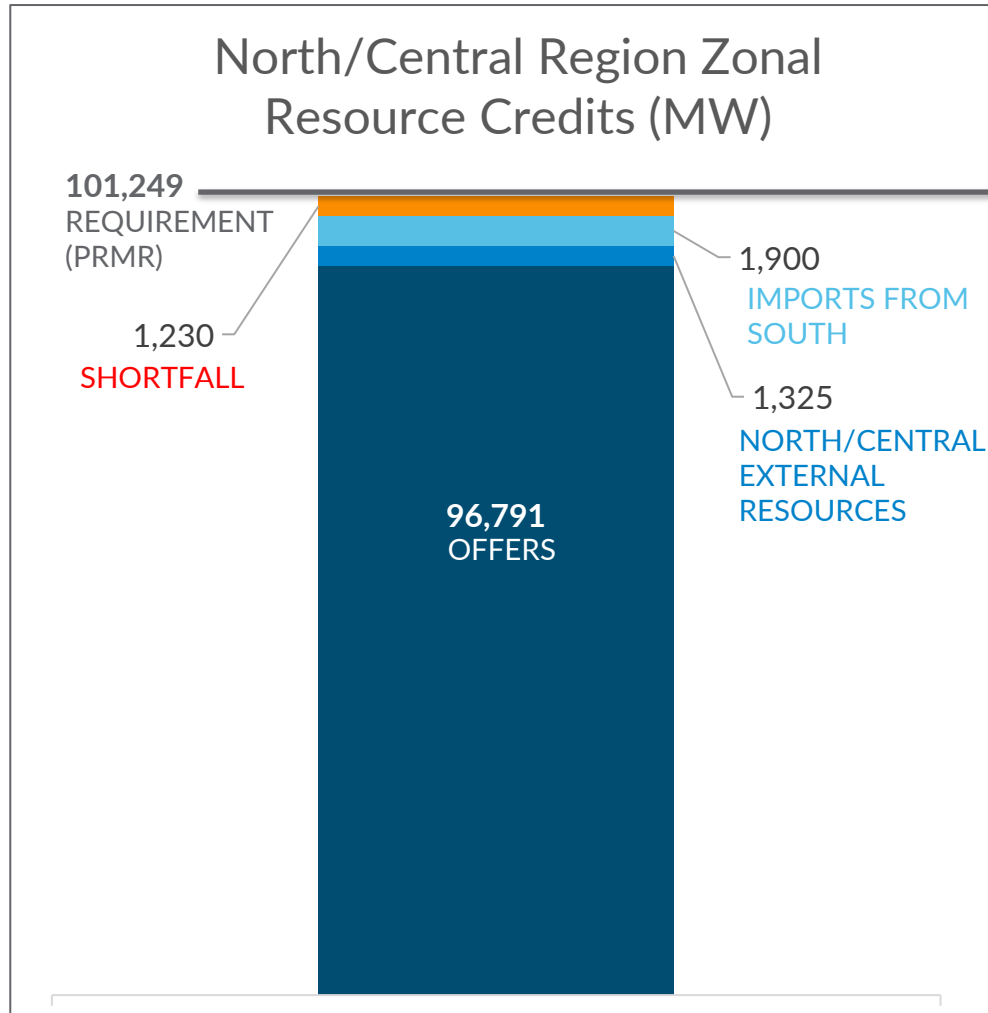 North/Central Region Zonal
Resource Credits (MW)
101,249
REQUIREMENT
(PRMR)
1,230
SHORTFALL
1,900
IMPORTS FROM
SOUTH
1,325
NORTH/CENTRAL
EXTERNAL
RESOURCES
96,791
OFFERS